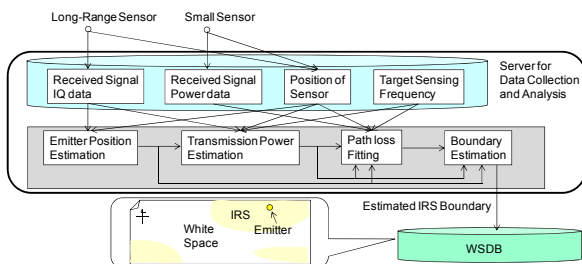 Long-Range Sensor
Small Sensor
Received Signal
IQ data
Received Signal
Power data
Position of
Sensor
Target Sensing
Frequency
Server for
Data Collection
and Analysis
Emitter Position
Estimation
Transmission Power
Estimation
Path loss
Fitting
Boundary
Estimation
Estimated IRS Boundary
IRS
Emitter
White
Space
WSDB